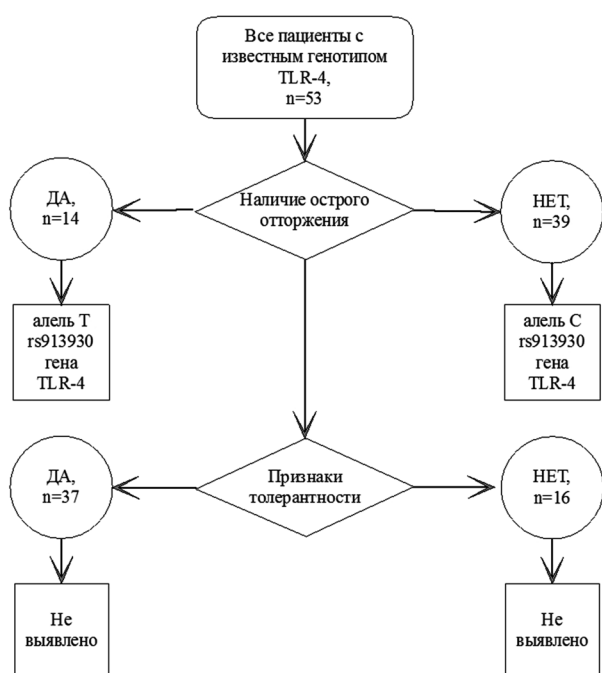 Все пациенты с
известным генотипом
TLR-4,
n=53
ДА,
n=14
Наличие острого
отторжения
НЕТ,
n=39
алель T
rs913930
гена
TLR-4
алель C
rs913930
гена
TLR-4
ДА,
n=37
Признаки
толерантности
НЕТ,
n=16
Не
выявлено
Не
выявлено